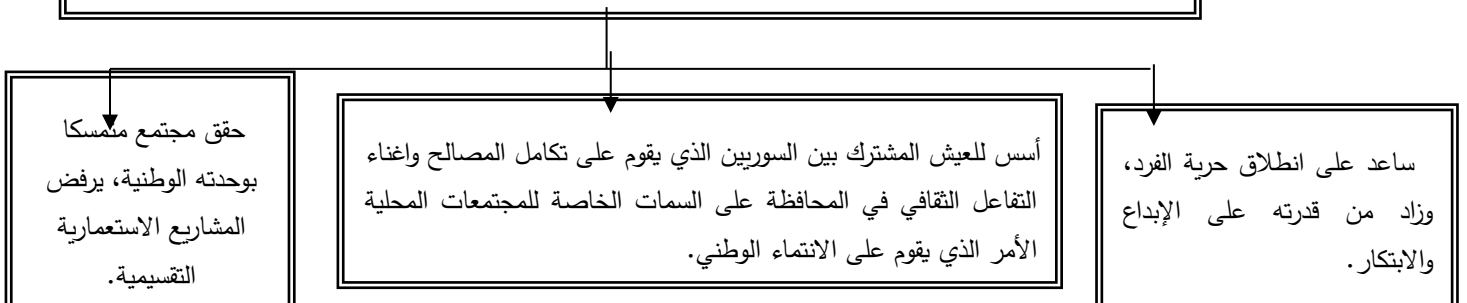 ساعد على انطلاق حرية الفرد،
وزاد من قدرته على الإبداع
والابتكار.
أسس للعيش المشترك بين السوريين الذي يقوم على تكامل المصالح واغناء
التفاعل الثقافي في المحافظة على السمات الخاصة للمجتمعات المحلية
الأمر الذي يقوم على الانتماء الوطني.
حقق مجتمع متمسكا
بوحدته الوطنية، يرفض
المشاريع الاستعمارية
التقسيمية.